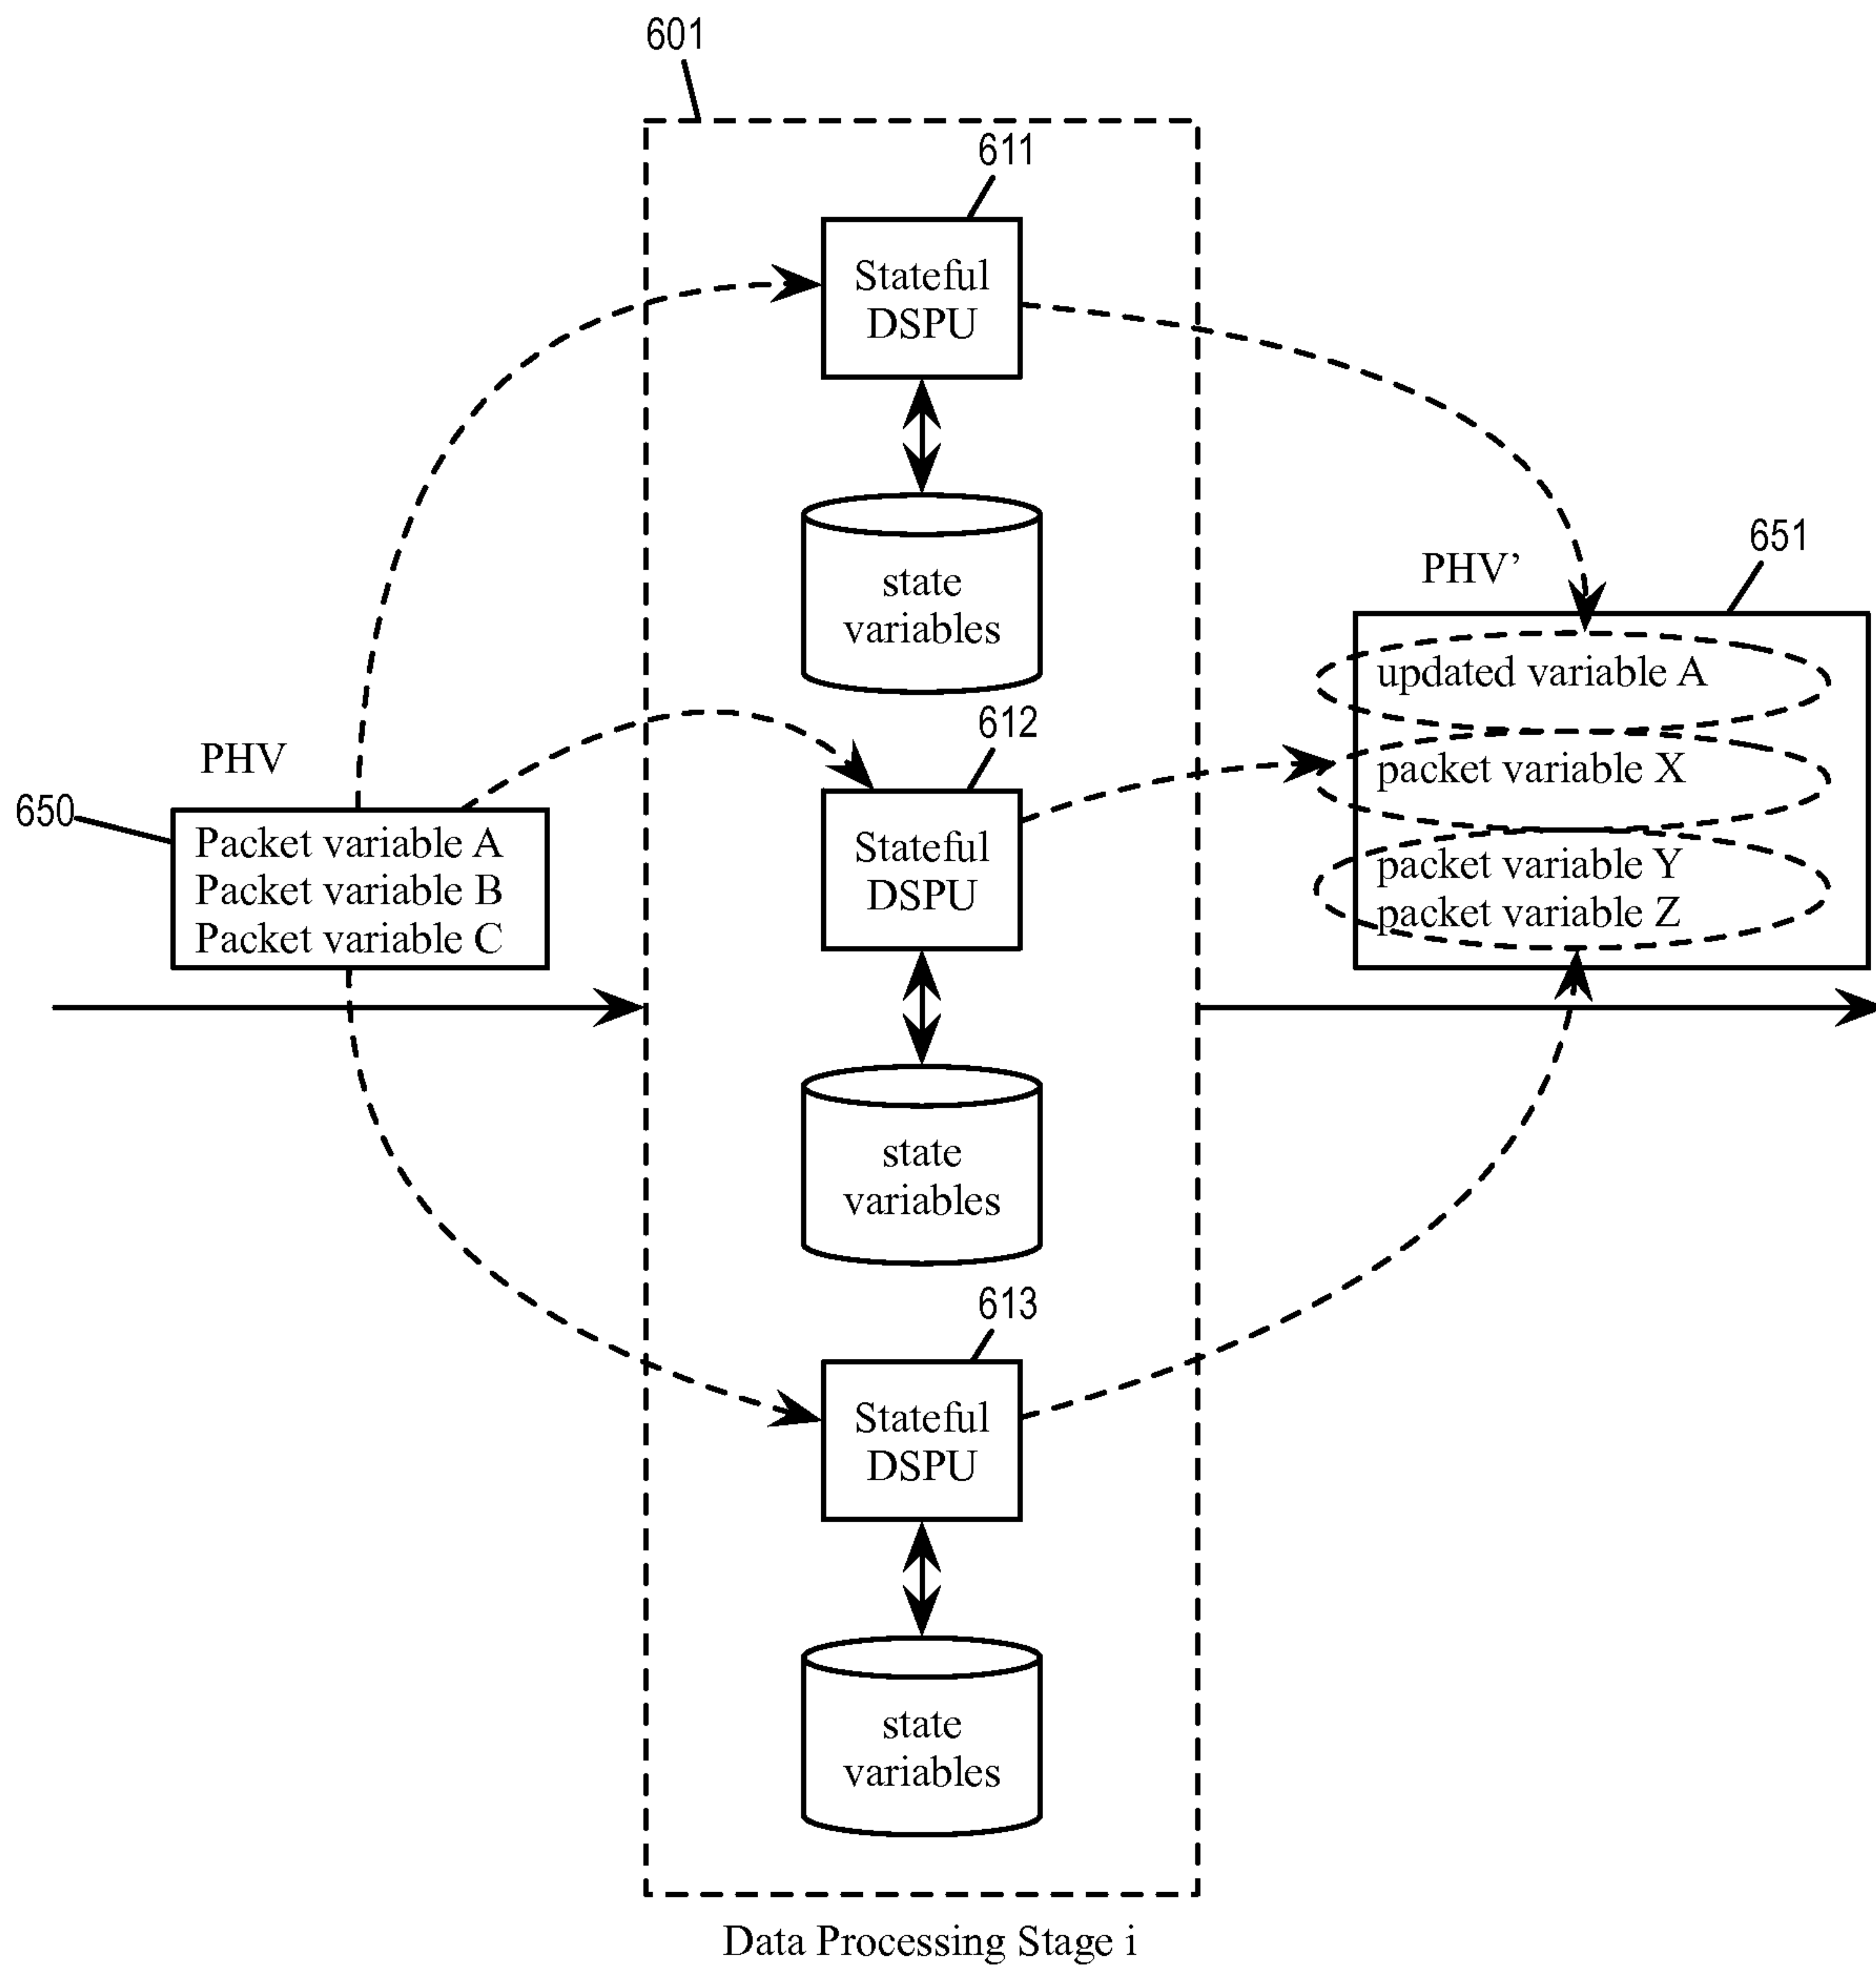 601
611
Stateful
DSPU
state
variables
651
PHV’
updated variable A
packet variable X
packet variable Y
packet variable Z
612
PHV
650
Packet variable A
Packet variable B
Packet variable C
Stateful
DSPU
state
variables
613
Stateful
DSPU
state
variables
Data Processing Stage i